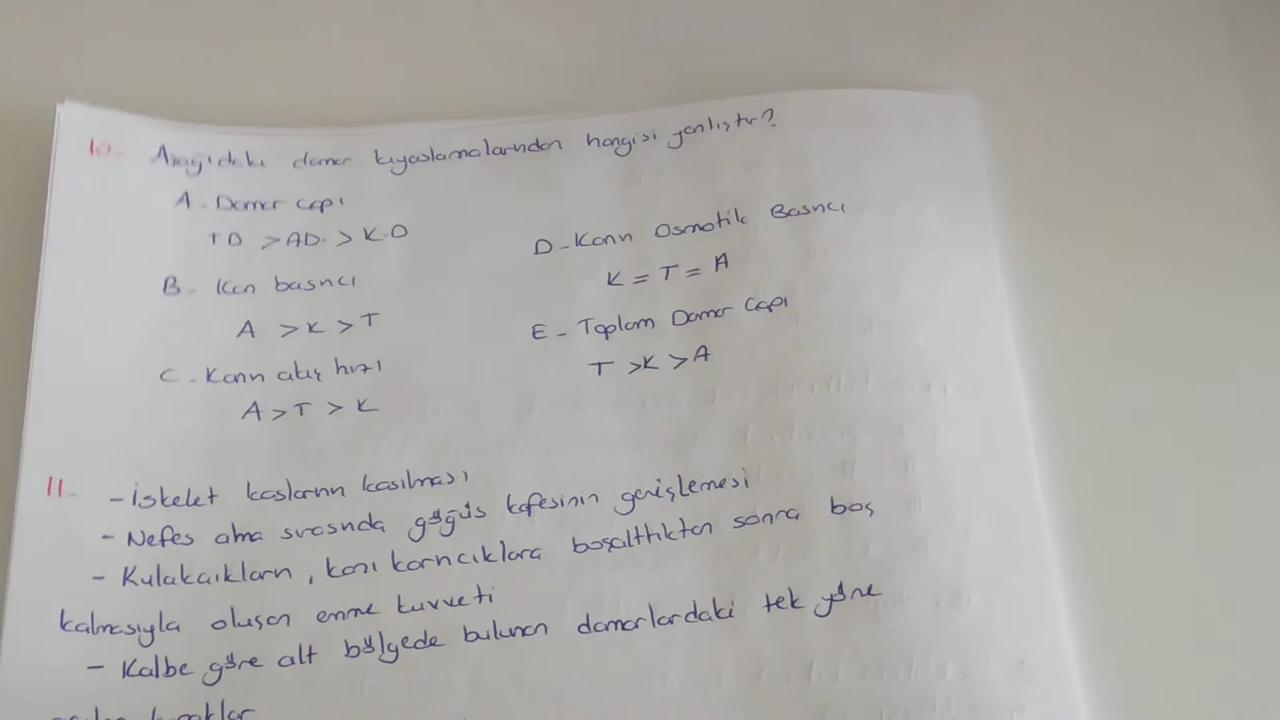 10- Aşağıdaki damar kıyaslamalarından hangisi yanlıştır?
A - Damar çapı
TD > AD. > K.D
B - Kan basıncı
A > K > T
C - Kanın akış hızı
A > T > K
D - Kanın Osmotik Basıncı
K = T = A
E - Toplam Damar Çapı
T > K > A
11- - İskelet kaslarının kasılması
- Nefes alma sırasında göğüs kafesinin genişlemesi
- Kulakçıkların, kanı karıncıklara boşalttıktan sonra boş
kalmasıyla oluşan emme kuvveti
- Kalbe göre alt bölgede bulunan damarlardaki tek yöne